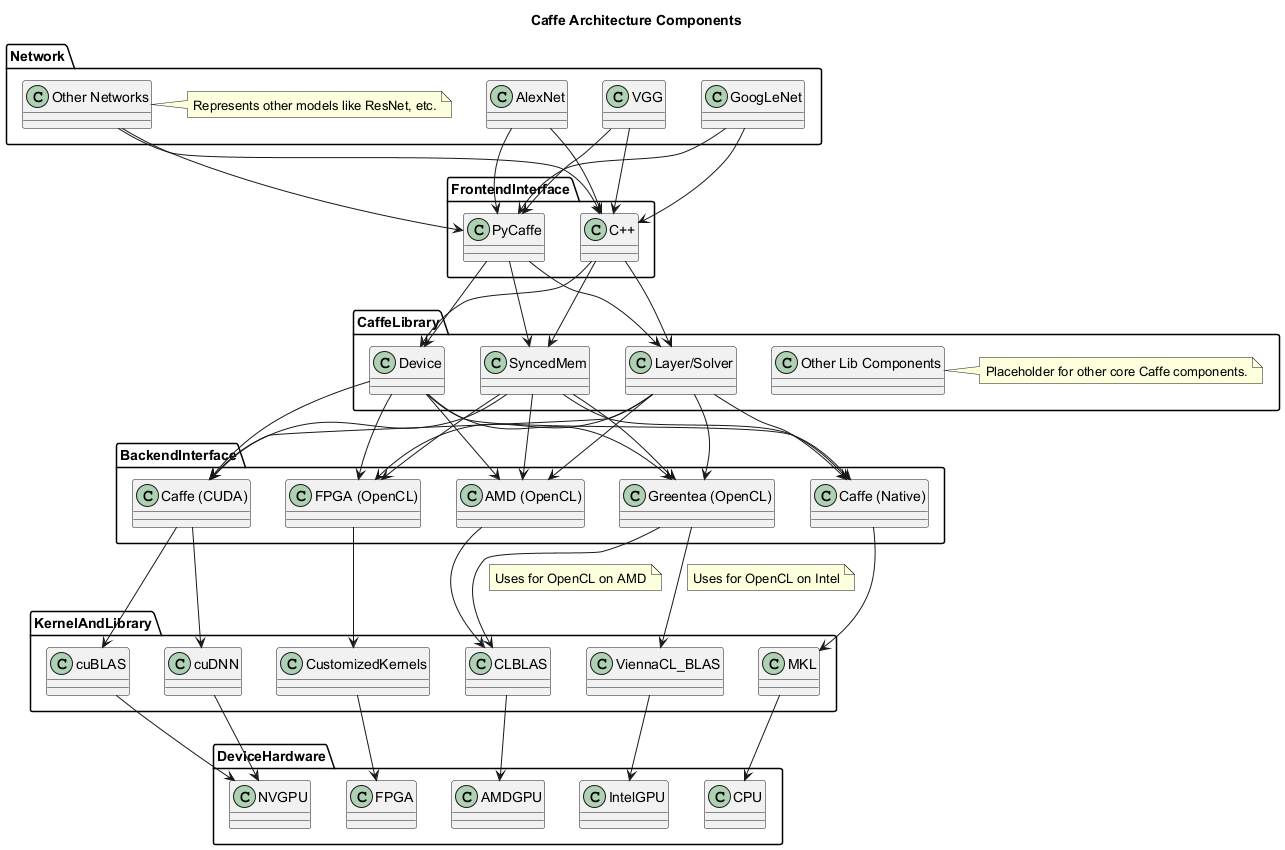 Caffe Architecture Components
Network
C Other Networks
Represents other models like ResNet, etc.
C AlexNet
C VGG
C GoogLeNet
FrontendInterface
C PyCaffe
C C++
CaffeLibrary
C Device
C SyncedMem
C Layer/Solver
C Other Lib Components
Placeholder for other core Caffe components.
BackendInterface
C Caffe (CUDA)
C FPGA (OpenCL)
C AMD (OpenCL)
C Greentea (OpenCL)
C Caffe (Native)
Uses for OpenCL on AMD
Uses for OpenCL on Intel
KernelAndLibrary
C cuBLAS
C cuDNN
C CustomizedKernels
C CLBLAS
C ViennaCL_BLAS
C MKL
DeviceHardware
C NVGPU
C FPGA
C AMDGPU
C IntelGPU
C CPU